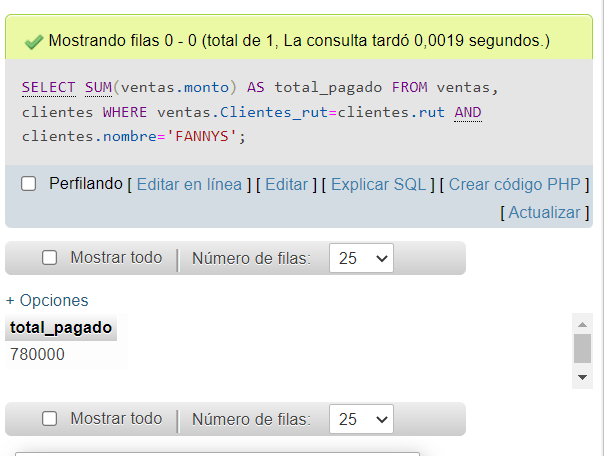 Mostrando filas 0 - 0 (total de 1, La consulta tardó 0,0019 segundos.)
SELECT SUM(ventas.monto) AS total_pagado FROM ventas,
clientes WHERE ventas.Clientes_rut=clientes.rut AND
clientes.nombre='FANNYS';
Perfilando [ Editar en línea ] [ Editar ] [ Explicar SQL ] [ Crear código PHP ]
[ Actualizar ]
Mostrar todo | Número de filas: 25
+ Opciones
total_pagado
780000
Mostrar todo | Número de filas: 25